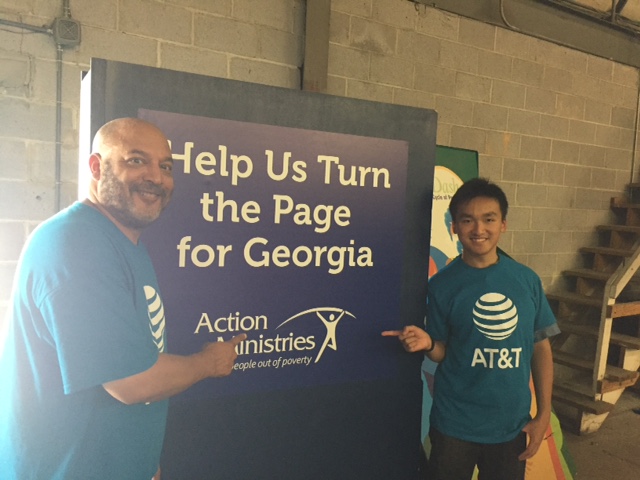 Help Us Turn
the Page
for Georgia
Action
Ministries
people out of poverty
AT&T